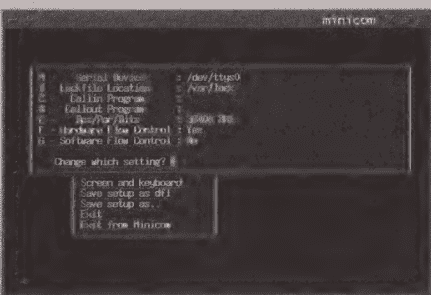 minicom
A - Serial Device : /dev/ttyS0
B - Lockfile Location : /var/lock
C - Callin Program :
D - Callout Program :
E - Bps/Par/Bits : 8N1
F - Hardware Flow Control : Yes
G - Software Flow Control : No
Change which setting?
Screen and keyboard
Save setup as dfl
Save setup as..
Exit
Exit from Minicom